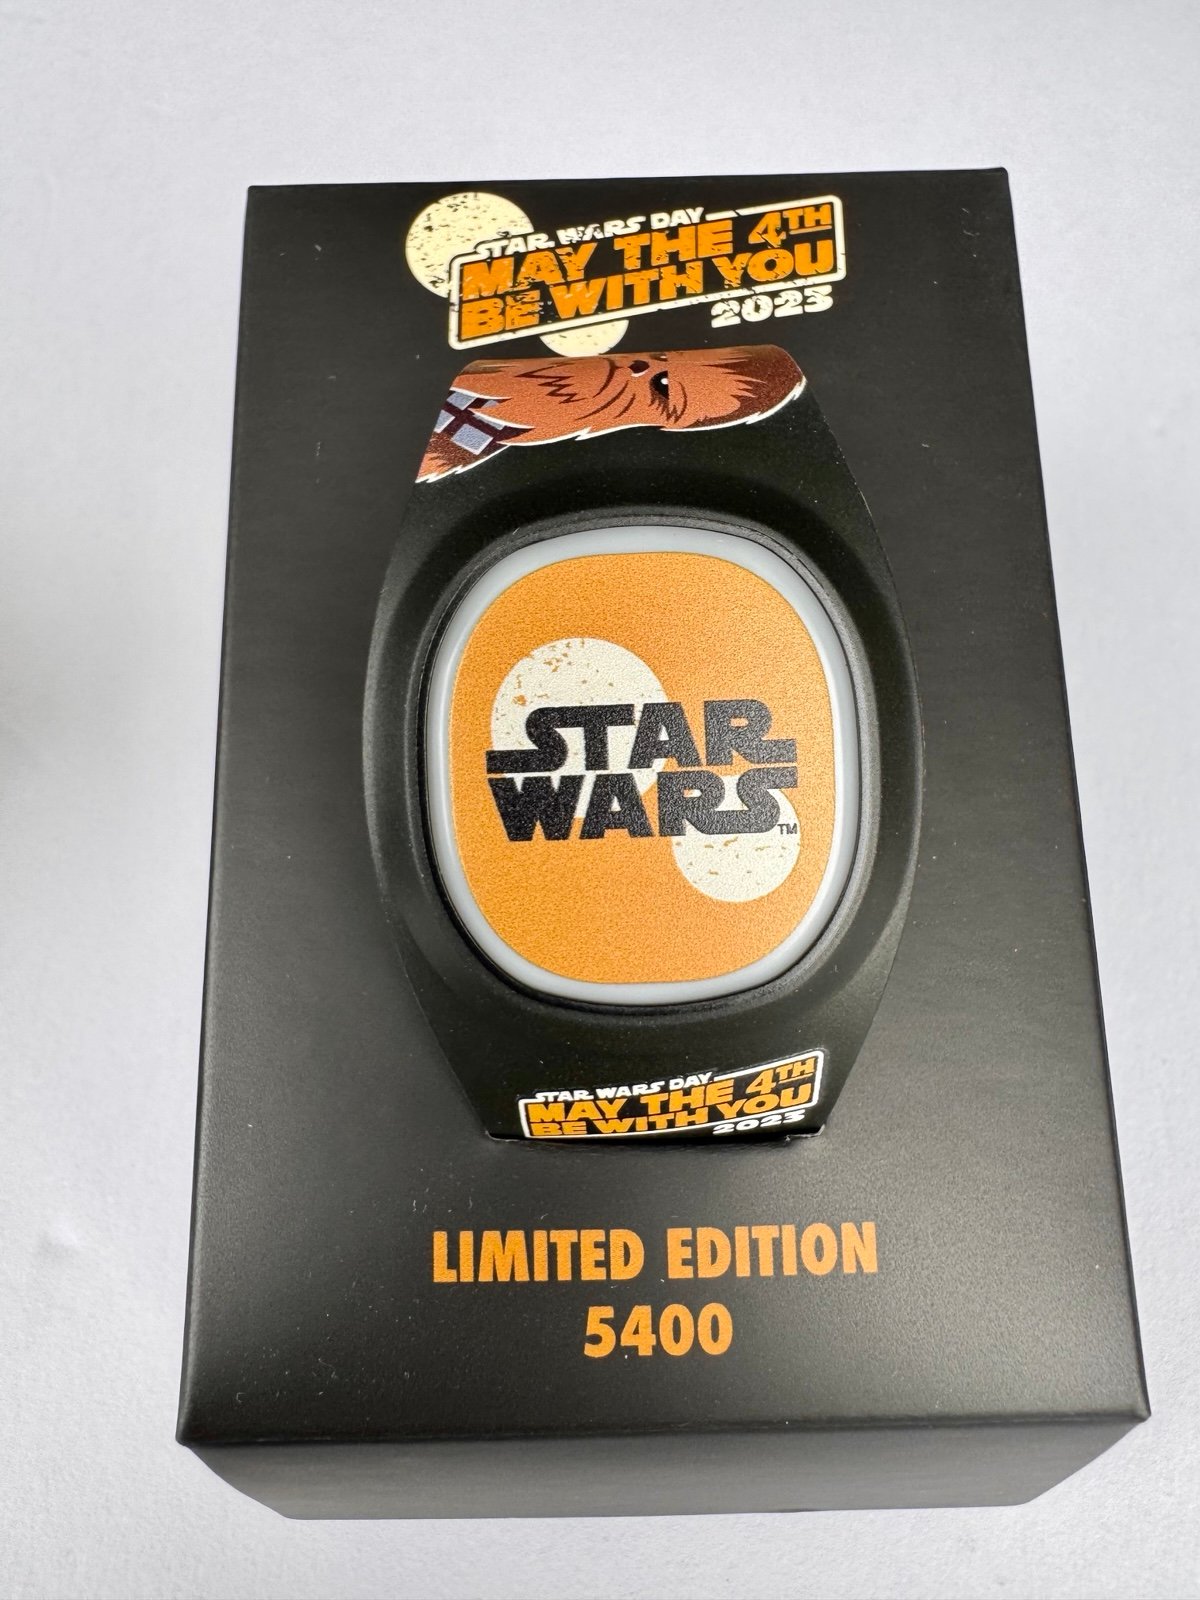 STAR WARS DAY
MAY THE 4TH
BE WITH YOU
2023
STAR
WARS
TM
STAR WARS DAY
MAY THE 4TH
BE WITH YOU
2023
LIMITED EDITION
5400